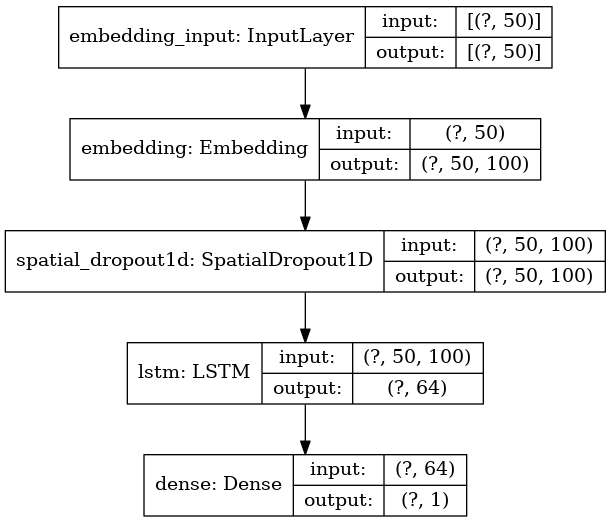 embedding_input: InputLayer
input: [(?, 50)]
output: [(?, 50)]
embedding: Embedding
input: (?, 50)
output: (?, 50, 100)
spatial_dropout1d: SpatialDropout1D
input: (?, 50, 100)
output: (?, 50, 100)
lstm: LSTM
input: (?, 50, 100)
output: (?, 64)
dense: Dense
input: (?, 64)
output: (?, 1)